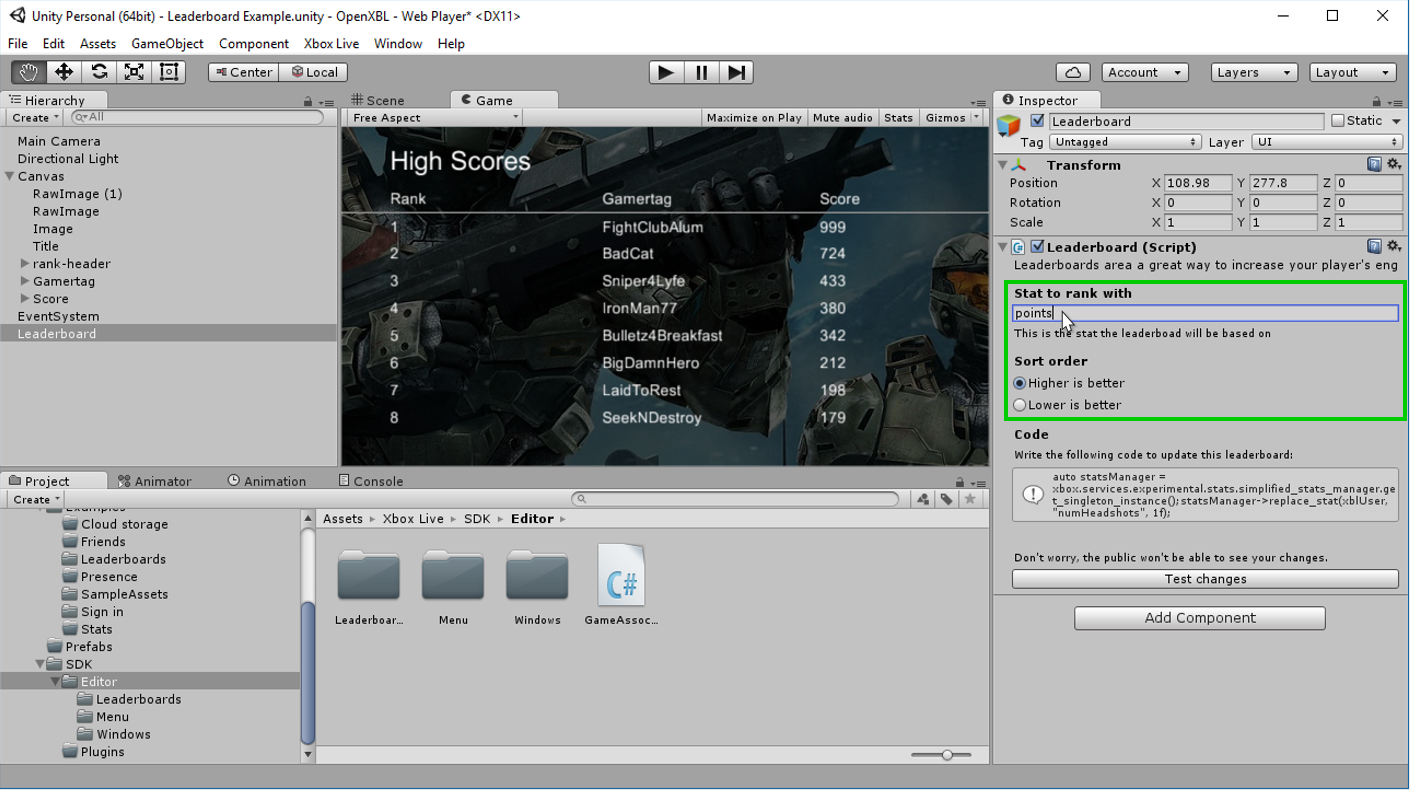 Unity Personal (64bit) - Leaderboard Example.unity - OpenXBL - Web Player* <DX11>
File Edit Assets GameObject Component Xbox Live Window Help
Center Local Account Layers Layout
Hierarchy
Create All
Main Camera
Directional Light
Canvas
RawImage (1)
RawImage
Image
Title
rank-header
Gamertag
Score
EventSystem
Leaderboard
Scene Game
Free Aspect Maximize on Play Mute audio Stats Gizmos
High Scores
Rank Gamertag Score
1 FightClubAlum 999
2 BadCat 724
3 Sniper4Lyfe 433
4 IronMan77 380
5 Bulletz4Breakfast 342
6 BigDamnHero 212
7 LaidToRest 198
8 SeekNDestroy 179
Inspector
Leaderboard Static
Tag Untagged Layer UI
Transform
Position X 108.98 Y 277.8 Z 0
Rotation X 0 Y 0 Z 0
Scale X 1 Y 1 Z 1
C# Leaderboard (Script)
Leaderboards area a great way to increase your player's eng
Stat to rank with
points
This is the stat the leaderboad will be based on
Sort order
Higher is better
Lower is better
Code
Write the following code to update this leaderboard:
auto statsManager =
xbox.services.experimental.stats.simplified_stats_manager.ge
t_singleton_instance();statsManager->replace_stat(xblUser,
"numHeadshots", 1f);
Don't worry, the public won't be able to see your changes.
Test changes
Add Component
Project Animator Animation Console
Create
Examples
Cloud storage
Friends
Leaderboards
Presence
SampleAssets
Sign in
Stats
Prefabs
SDK
Editor
Leaderboards
Menu
Windows
Plugins
Assets Xbox Live SDK Editor
C#
Leaderboar... Menu Windows GameAssoc...